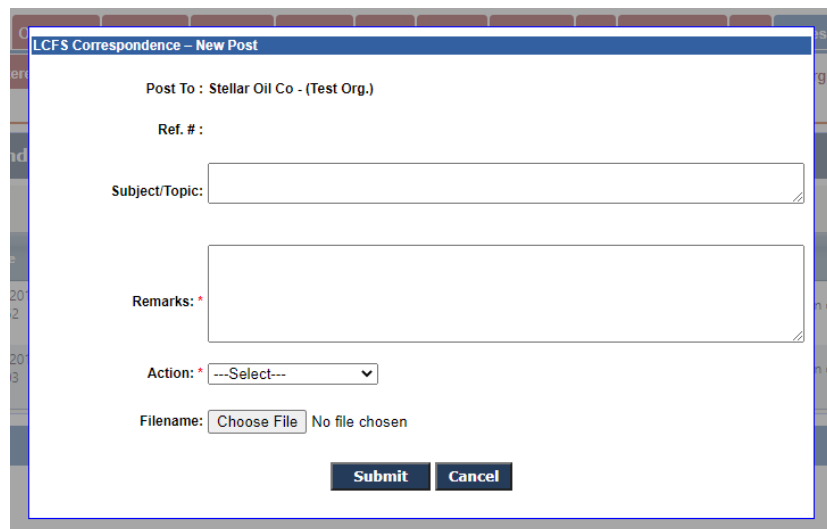 LCFS Correspondence – New Post
Post To : Stellar Oil Co - (Test Org.)
Ref. # :
Subject/Topic:
Remarks: *
Action: * ---Select---
Filename: Choose File No file chosen
Submit Cancel